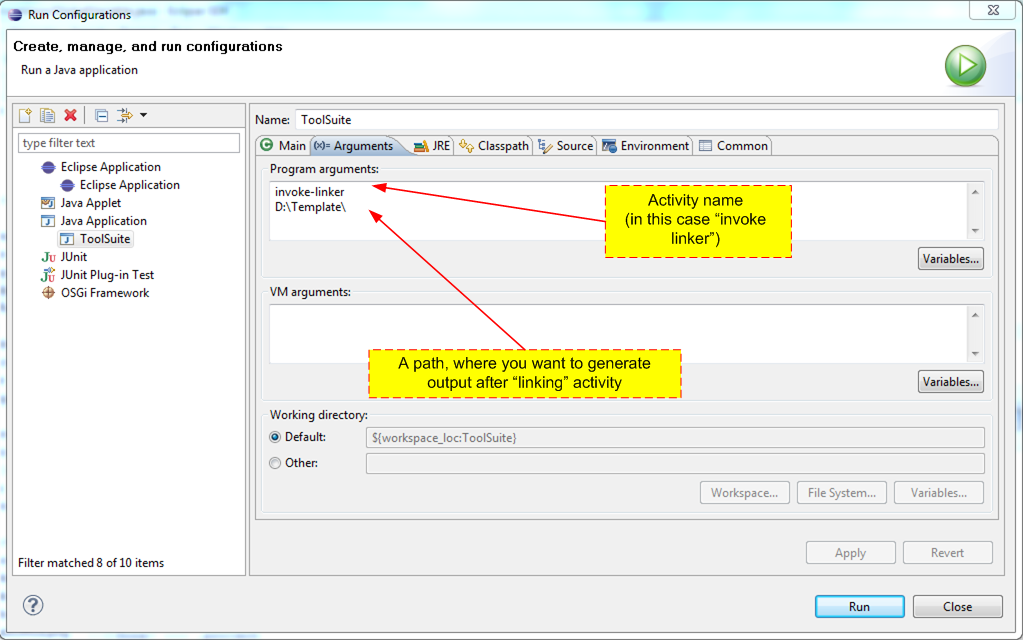 Run Configurations
Create, manage, and run configurations
Run a Java application
type filter text
Eclipse Application
Eclipse Application
Java Applet
Java Application
ToolSuite
JUnit
JUnit Plug-in Test
OSGi Framework
Filter matched 8 of 10 items
Name: ToolSuite
Main (x)= Arguments JRE Classpath Source Environment Common
Program arguments:
invoke-linker
D:\Template\
Activity name
(in this case “invoke
linker”)
Variables...
VM arguments:
A path, where you want to generate
output after “linking” activity
Variables...
Working directory:
Default: ${workspace_loc:ToolSuite}
Other:
Workspace... File System... Variables...
Apply Revert
Run Close